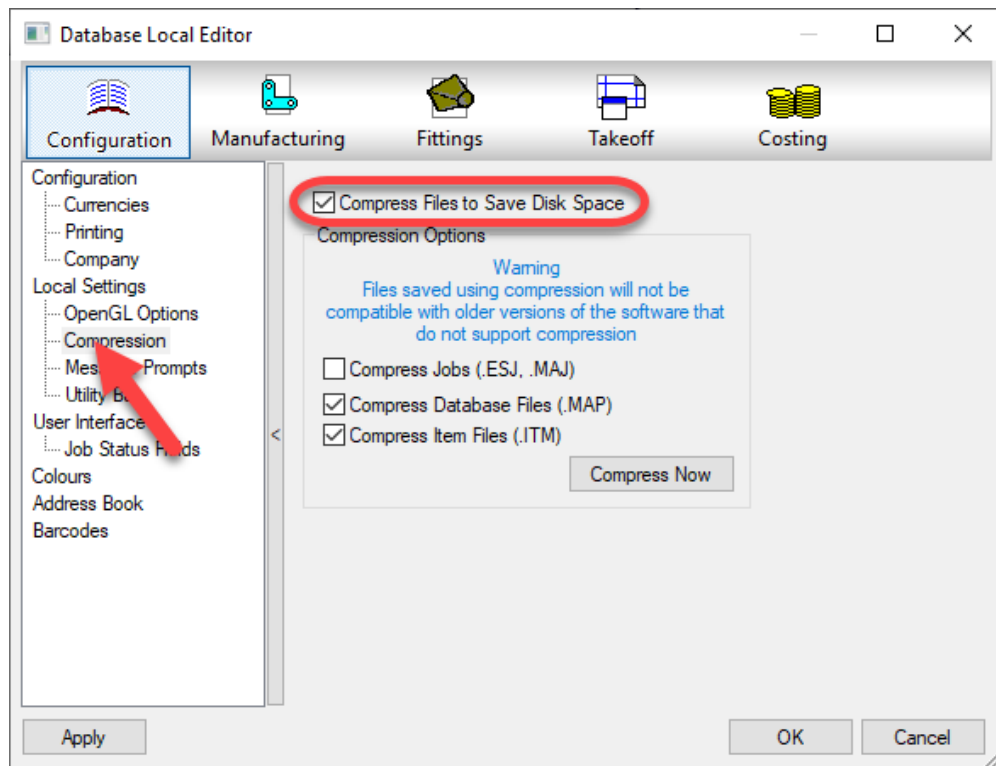 Database Local Editor
Configuration
Manufacturing
Fittings
Takeoff
Costing
Configuration
Currencies
Printing
Company
Local Settings
OpenGL Options
Compression
Prompts
Utility
User Interface
Job Status
Colours
Address Book
Barcodes
<
Compress Files to Save Disk Space
Compression Options
Warning
Files saved using compression will not be
compatible with older versions of the software that
do not support compression
Compress Jobs (.ESJ, .MAJ)
Compress Database Files (.MAP)
Compress Item Files (.ITM)
Compress Now
Apply
OK
Cancel